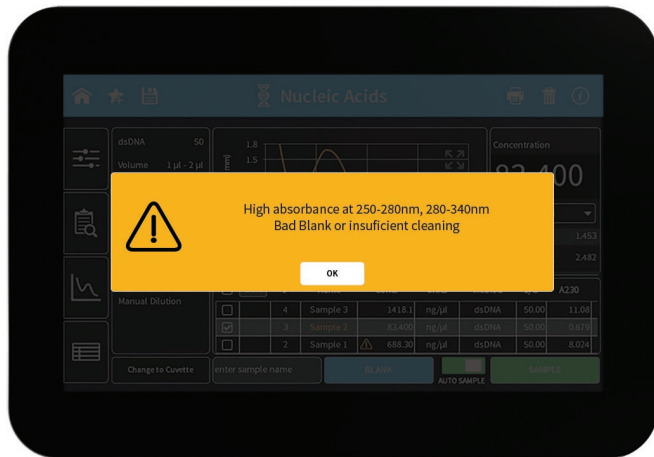 Nucleic Acids
dsDNA 50
Volume 1 µl - 2 µl
1.8
1.5
Concentration
High absorbance at 250-280nm, 280-340nm
Bad Blank or insuficient cleaning
OK
1.453
2.482
Manual Dilution
A230
4 Sample 3 1418.1 ng/µl dsDNA 50.00 11.08
3 Sample 2 83.400 ng/µl dsDNA 50.00 0.679
2 Sample 1 688.30 ng/µl dsDNA 50.00 8.024
Change to Cuvette
enter sample name
BLANK
AUTO SAMPLE
SAMPLE